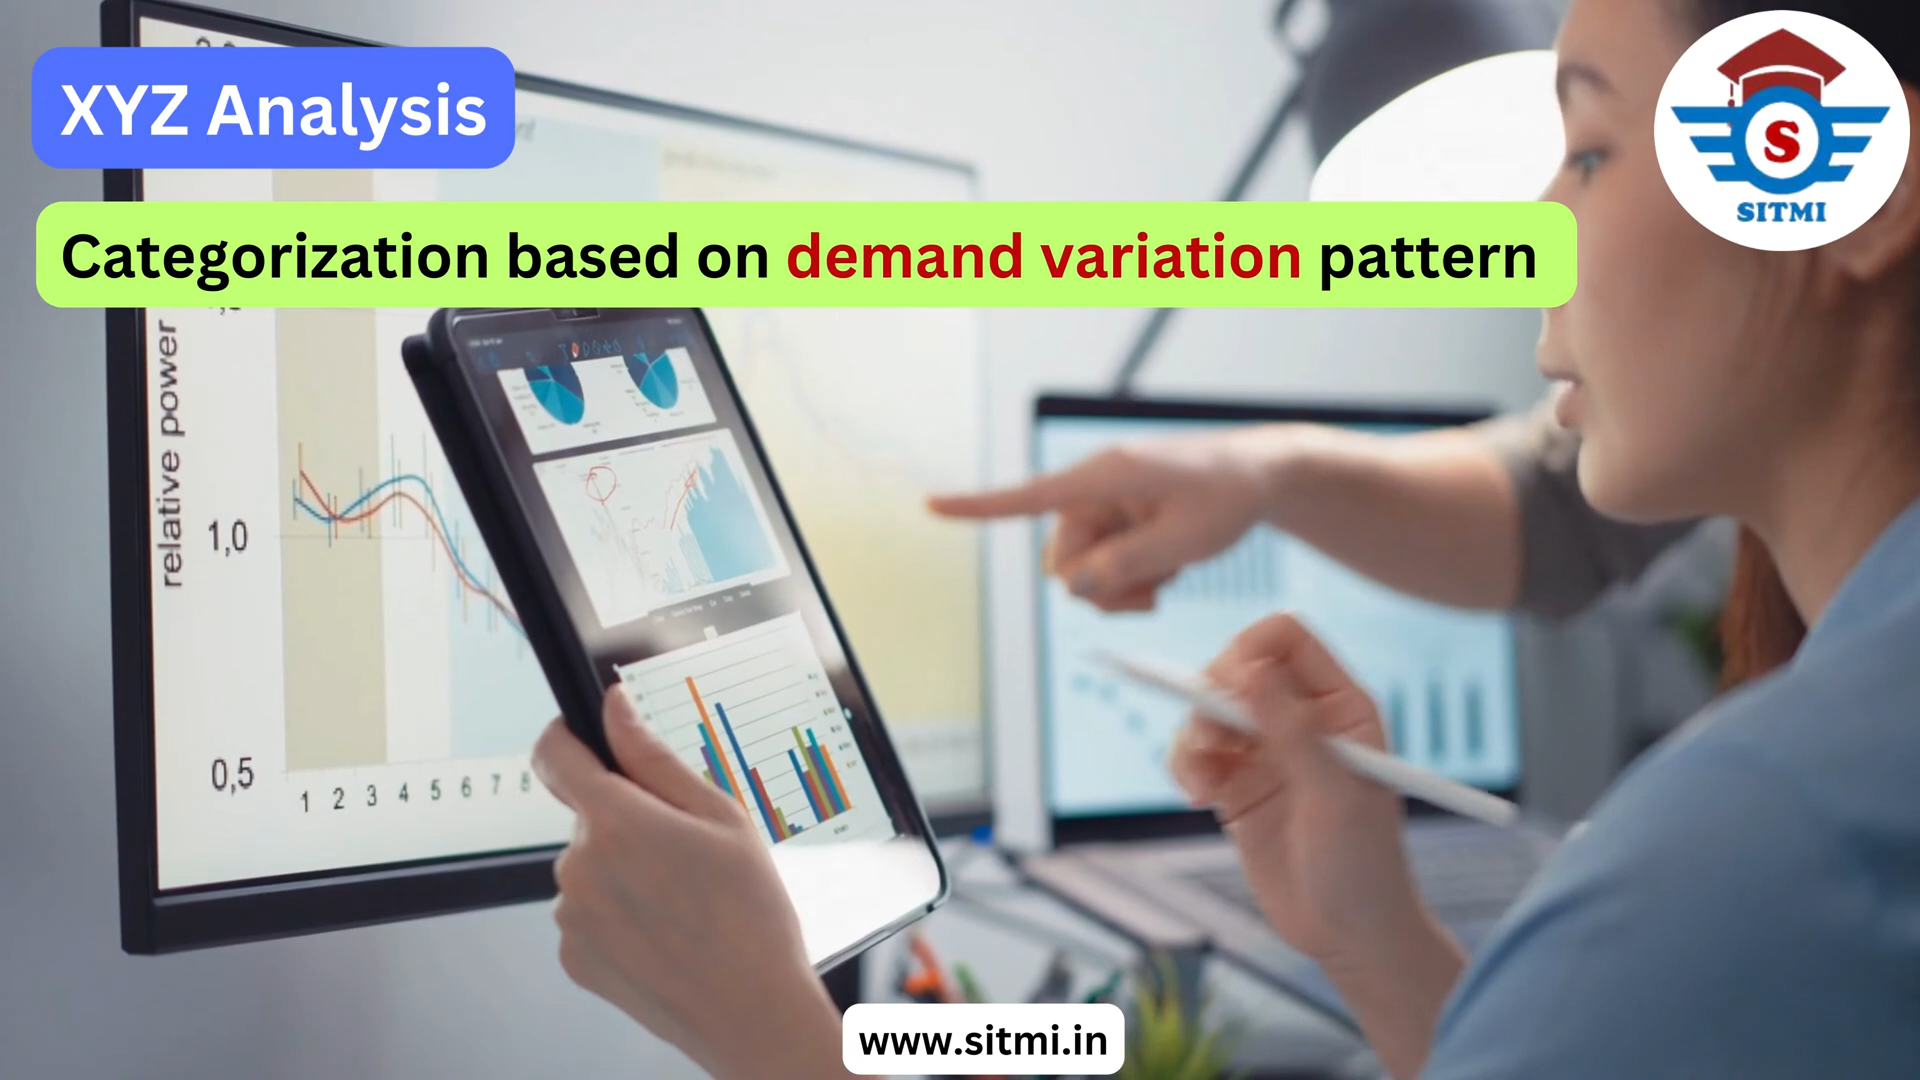 XYZ Analysis
S
SITMI
Categorization based on demand variation pattern
relative power
1,0
0,5
1 2 3 4 5 6 7 8
www.sitmi.in